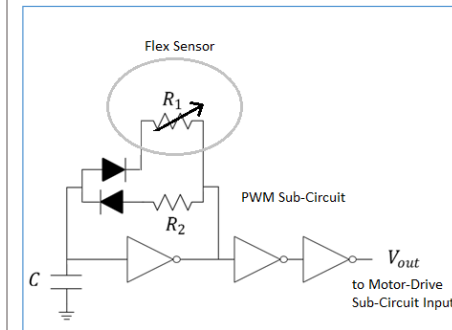 Flex Sensor
R₁
R₂
PWM Sub-Circuit
C
Vout
to Motor-Drive
Sub-Circuit Input